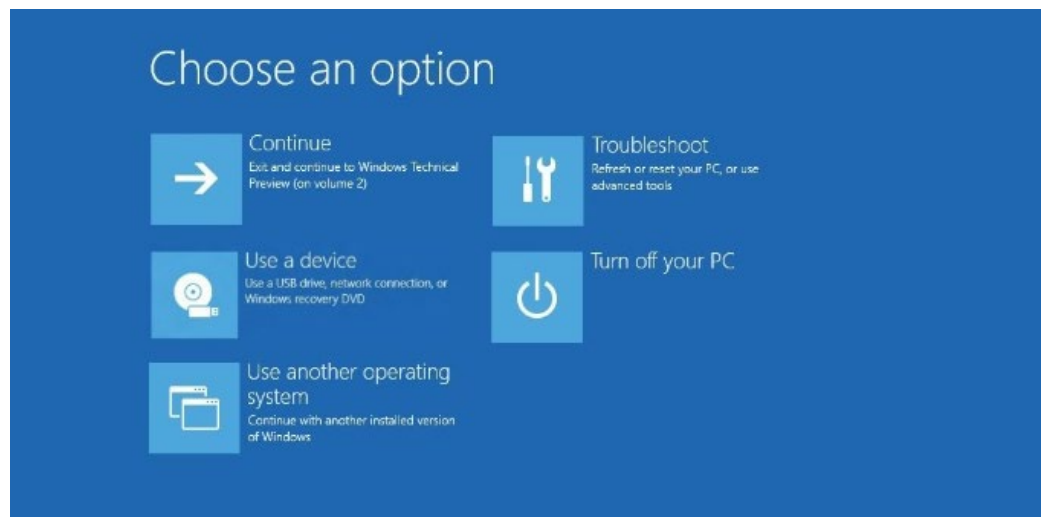 Choose an option
Continue
Exit and continue to Windows Technical
Preview (on volume 2)
Troubleshoot
Refresh or reset your PC, or use
advanced tools
Use a device
Use a USB drive, network connection, or
Windows recovery DVD
Turn off your PC
Use another operating
system
Continue with another installed version
of Windows